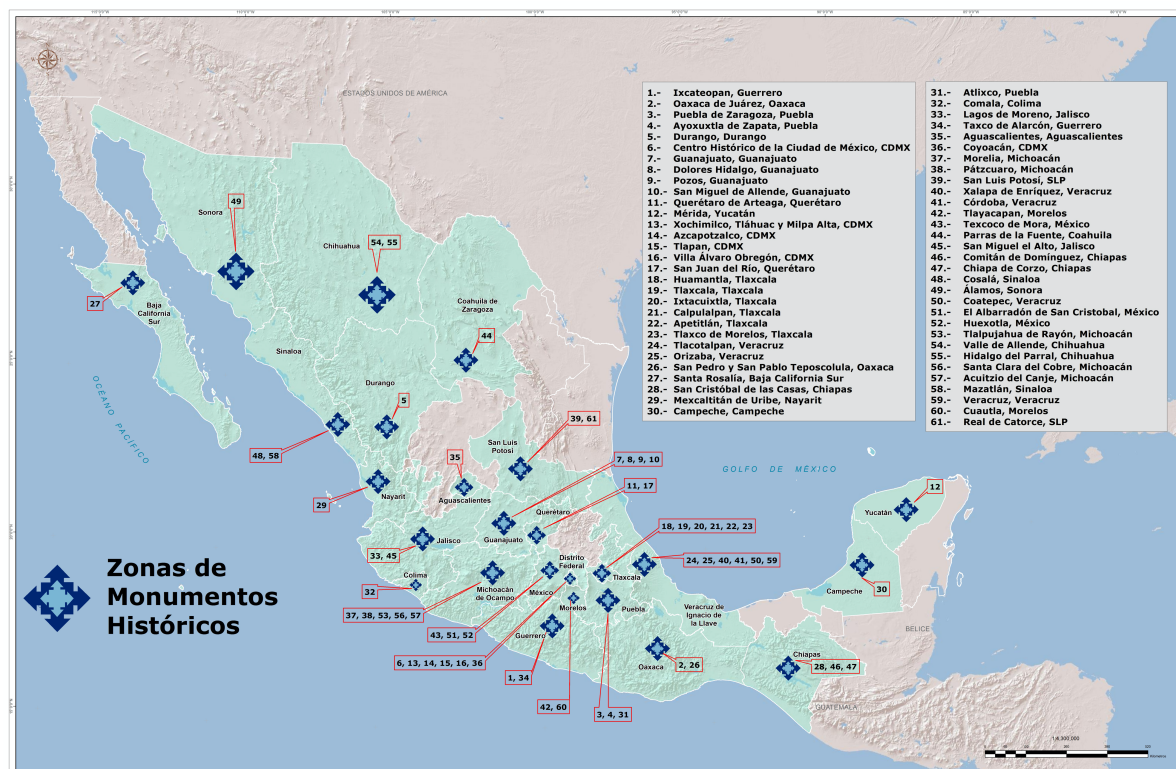 ESTADOS UNIDOS DE AMÉRICA
1.- Ixcateopan, Guerrero
2.- Oaxaca de Juárez, Oaxaca
3.- Puebla de Zaragoza, Puebla
4.- Ayoxuxtla de Zapata, Puebla
5.- Durango, Durango
6.- Centro Histórico de la Ciudad de México, CDMX
7.- Guanajuato, Guanajuato
8.- Dolores Hidalgo, Guanajuato
9.- Pozos, Guanajuato
10.- San Miguel de Allende, Guanajuato
11.- Querétaro de Arteaga, Querétaro
12.- Mérida, Yucatán
13.- Xochimilco, Tláhuac y Milpa Alta, CDMX
14.- Azcapotzalco, CDMX
15.- Tlapan, CDMX
16.- Villa Álvaro Obregón, CDMX
17.- San Juan del Río, Querétaro
18.- Huamantla, Tlaxcala
19.- Tlaxcala, Tlaxcala
20.- Ixtacuixtla, Tlaxcala
21.- Calpulalpan, Tlaxcala
22.- Apetitlán, Tlaxcala
23.- Tlaxco de Morelos, Tlaxcala
24.- Tlacotalpan, Veracruz
25.- Orizaba, Veracruz
26.- San Pedro y San Pablo Teposcolula, Oaxaca
27.- Santa Rosalía, Baja California Sur
28.- San Cristóbal de las Casas, Chiapas
29.- Mexcaltitán de Uribe, Nayarit
30.- Campeche, Campeche
31.- Atlixco, Puebla
32.- Comala, Colima
33.- Lagos de Moreno, Jalisco
34.- Taxco de Alarcón, Guerrero
35.- Aguascalientes, Aguascalientes
36.- Coyoacán, CDMX
37.- Morelia, Michoacán
38.- Pátzcuaro, Michoacán
39.- San Luis Potosí, SLP
40.- Xalapa de Enríquez, Veracruz
41.- Córdoba, Veracruz
42.- Tlayacapan, Morelos
43.- Texcoco de Mora, México
44.- Parras de la Fuente, Coahuila
45.- San Miguel el Alto, Jalisco
46.- Comitán de Domínguez, Chiapas
47.- Chiapa de Corzo, Chiapas
48.- Cosalá, Sinaloa
49.- Álamos, Sonora
50.- Coatepec, Veracruz
51.- El Albarradón de San Cristobal, México
52.- Huexotla, México
53.- Tlalpujahua de Rayón, Michoacán
54.- Valle de Allende, Chihuahua
55.- Hidalgo del Parral, Chihuahua
56.- Santa Clara del Cobre, Michoacán
57.- Acuitzio del Canje, Michoacán
58.- Mazatlán, Sinaloa
59.- Veracruz, Veracruz
60.- Cuautla, Morelos
61.- Real de Catorce, SLP
49
Sonora
54, 55
Chihuahua
27
Baja
California
Sur
Coahuila
de
Zaragoza
44
Sinaloa
OCÉANO PACÍFICO
Durango
5
48, 58
39, 61
San Luis
Potosí
GOLFO DE MÉXICO
35
Aguascalientes
7, 8, 9, 10
29
Nayarit
11, 17
12
Yucatán
Querétaro
Guanajuato
18, 19, 20, 21, 22, 23
Jalisco
33, 45
24, 25, 40, 41, 50, 59
Distrito
Federal
Tlaxcala
Colima
32
Michoacán
de Ocampo
México
Campeche
30
Morelos
Puebla
Veracruz de
Ignacio de
la Llave
37, 38, 53, 56, 57
43, 51, 52
Guerrero
BELICE
6, 13, 14, 15, 16, 36
Oaxaca
2, 26
Chiapas
28, 46, 47
1, 34
42, 60
3, 4, 31
GUATEMALA
Zonas de
Monumentos
Históricos